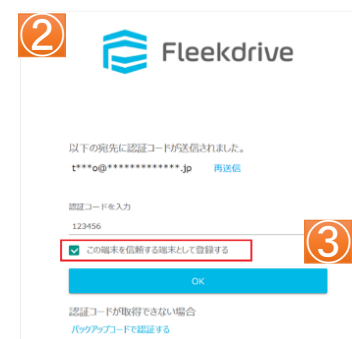 ②
Fleekdrive
以下の宛先に認証コードが送信されました。
t***o@*************.jp 再送信
認証コードを入力
123456
この端末を信頼する端末として登録する
③
OK
認証コードが取得できない場合
バックアップコードで認証する